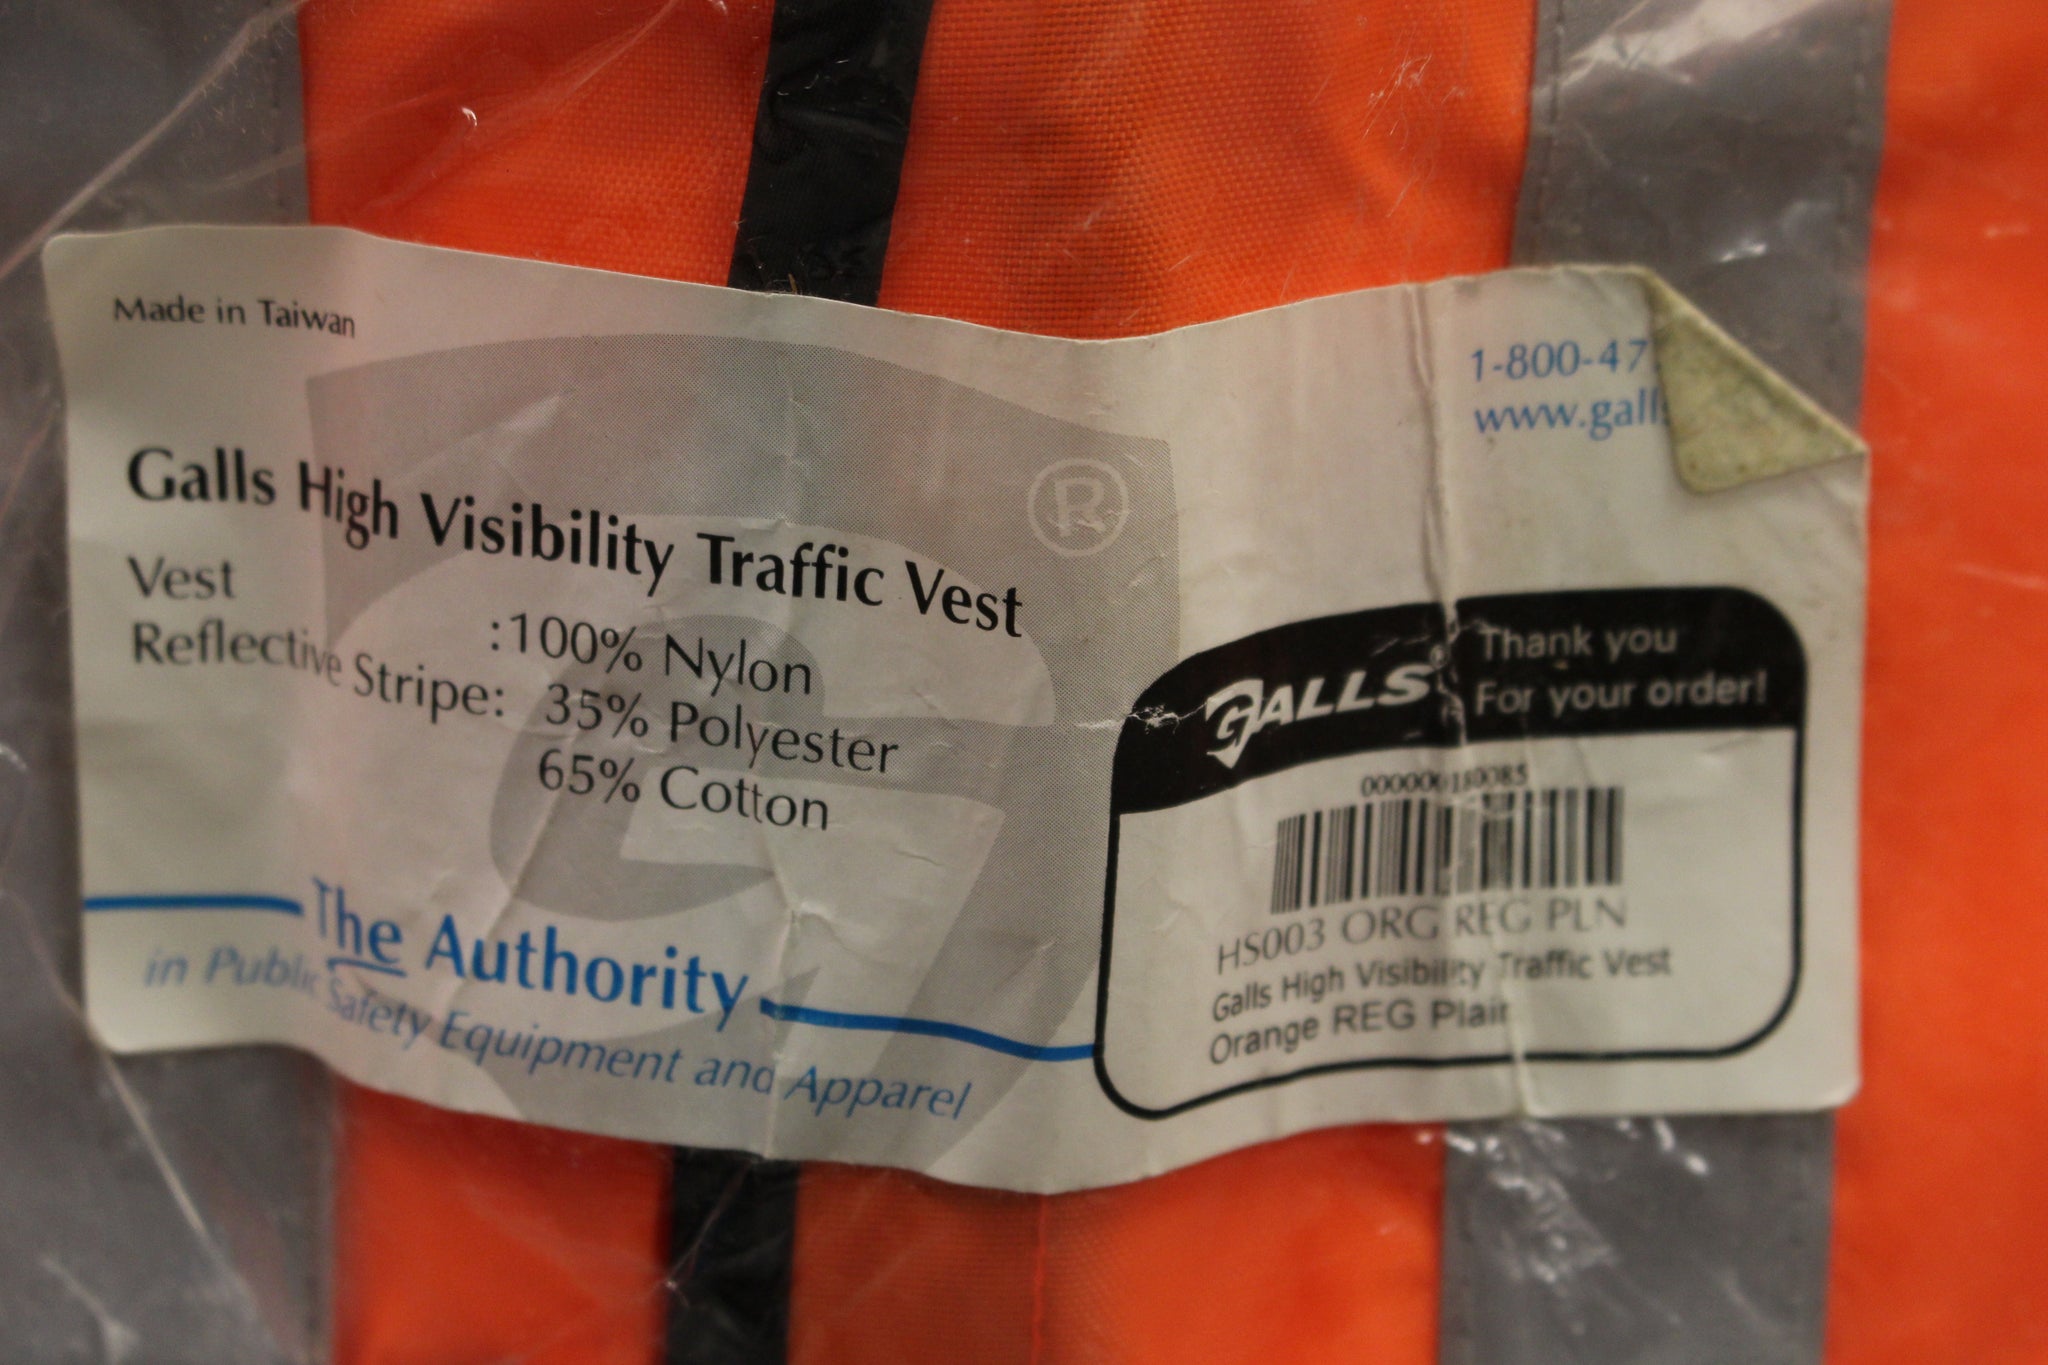 Made in Taiwan
1-800-47
www.gall
Galls High Visibility Traffic Vest
®
Vest :100% Nylon
Reflective Stripe: 35% Polyester
65% Cotton
The Authority
in Public Safety Equipment and Apparel
GALLS®
Thank you
For your order!
000000180085
HS003 ORG REG PLN
Galls High Visibility Traffic Vest
Orange REG Plain